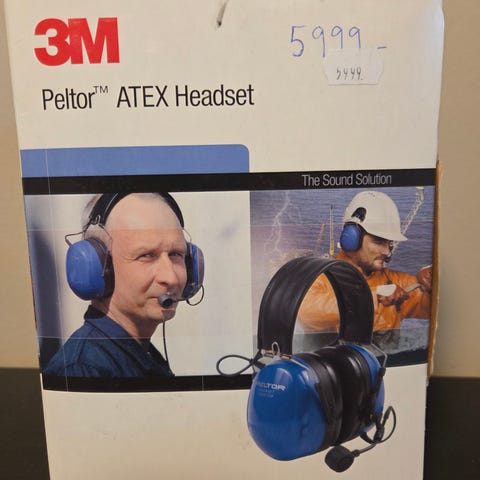 3M
5999 -
5999.
Peltor™ ATEX Headset
The Sound Solution
PELTOR